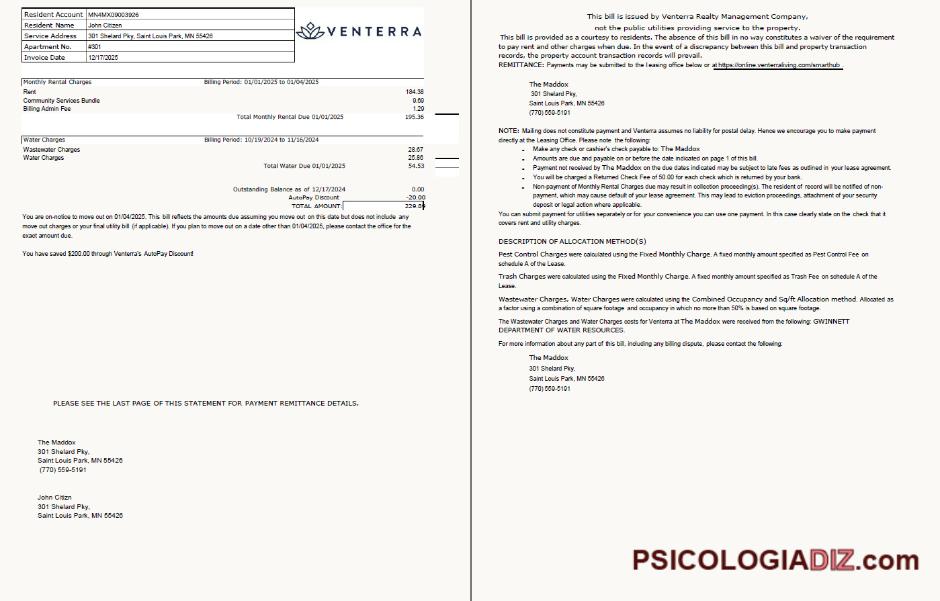 Resident Account MN4MX09003926
Resident Name John Citizen
Service Address 301 Shelard Pky, Saint Louis Park, MN 55426
Apartment No. #301
Invoice Date 12/17/2025
VENTERRA
Monthly Rental Charges Billing Period: 01/01/2025 to 01/04/2025
Rent 184.38
Community Services Bundle 9.69
Billing Admin Fee 1.29
Total Monthly Rental Due 01/01/2025 195.36
Water Charges Billing Period: 10/19/2024 to 11/16/2024
Wastewater Charges 28.67
Water Charges 25.86
Total Water Due 01/01/2025 54.53
Outstanding Balance as of 12/17/2024 0.00
AutoPay Discount -20.00
TOTAL AMOUNT:
You are on-notice to move out on 01/04/2025. This bill reflects the amounts due assuming you move out on this date but does not include any
move out charges or your final utility bill (if applicable). If you plan to move out on a date other than 01/04/2025, please contact the office for the
exact amount due.
You have saved $200.00 through Venterra's AutoPay Discount!
PLEASE SEE THE LAST PAGE OF THIS STATEMENT FOR PAYMENT REMITTANCE DETAILS.
The Maddox
301 Shelard Pky,
Saint Louis Park, MN 55426
(770) 559-5191
John Citizn
301 Shelard Pky,
Saint Louis Park, MN 55426
This bill is issued by Venterra Realty Management Company,
not the public utilities providing service to the property.
This bill is provided as a courtesy to residents. The absence of this bill in no way constitutes a waiver of the requirement
to pay rent and other charges when due. In the event of a discrepancy between this bill and property transaction
records, the property account transaction records will prevail.
REMITTANCE: Payments may be submitted to the leasing office below or at https://online.venterraliving.com/smarthub .
The Maddox
301 Shelard Pky,
Saint Louis Park, MN 55426
(770) 559-5191
NOTE: Mailing does not constitute payment and Venterra assumes no liability for postal delay. Hence we encourage you to make payment
directly at the Leasing Office. Please note the following:
• Make any check or cashier's check payable to: The Maddox
• Amounts are due and payable on or before the date indicated on page 1 of this bill.
• Payment not received by The Maddox on the due dates indicated may be subject to late fees as outlined in your lease agreement.
• You will be charged a Returned Check Fee of 50.00 for each check which is returned by your bank.
• Non-payment of Monthly Rental Charges due may result in collection proceeding(s). The resident of record will be notified of non-
payment, which may cause default of your lease agreement. This may lead to eviction proceedings, attachment of your security
deposit or legal action where applicable.
You can submit payment for utilities separately or for your convenience you can use one payment. In this case clearly state on the check that it
covers rent and utility charges.
DESCRIPTION OF ALLOCATION METHOD(S)
Pest Control Charges were calculated using the Fixed Monthly Charge. A fixed monthly amount specified as Pest Control Fee on
schedule A of the Lease.
Trash Charges were calculated using the Fixed Monthly Charge. A fixed monthly amount specified as Trash Fee on schedule A of the
Lease.
Wastewater Charges, Water Charges were calculated using the Combined Occupancy and Sq/ft Allocation method. Allocated as
a factor using a combination of square footage and occupancy in which no more than 50% is based on square footage.
The Wastewater Charges and Water Charges costs for Venterra at The Maddox were received from the following: GWINNETT
DEPARTMENT OF WATER RESOURCES.
For more information about any part of this bill, including any billing dispute, please contact the following:
The Maddox
301 Shelard Pky,
Saint Louis Park, MN 55426
(770) 559-5191
PSICOLOGIADIZ.com